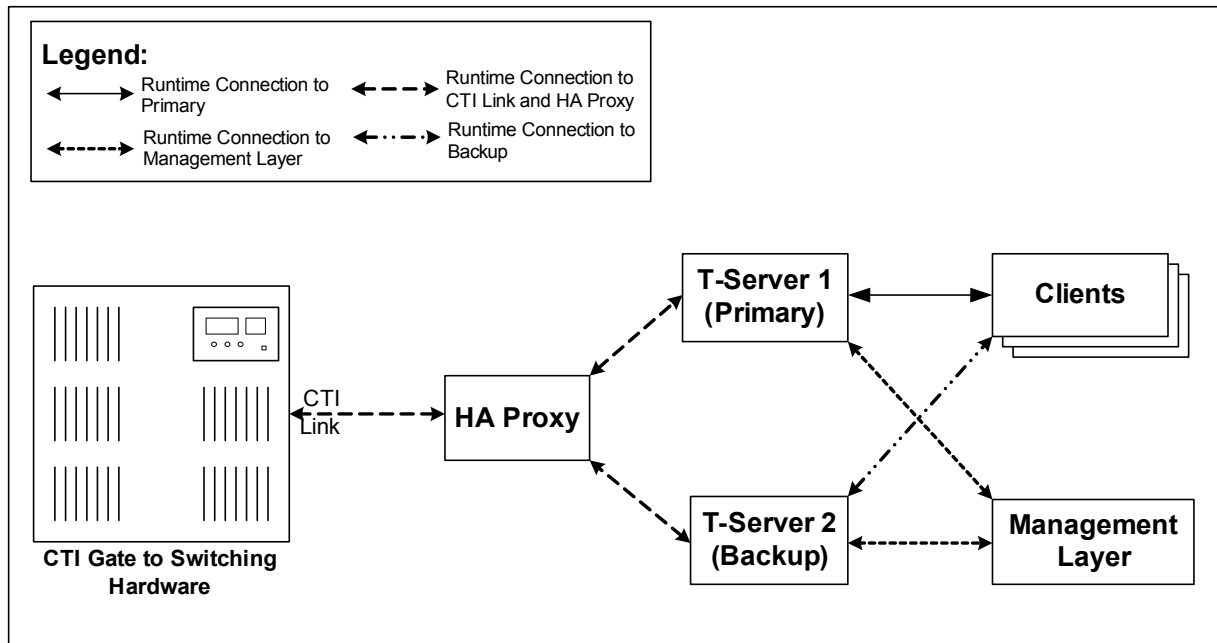 Legend:
Runtime Connection to
Primary
Runtime Connection to
CTI Link and HA Proxy
Runtime Connection to
Management Layer
Runtime Connection to
Backup
T-Server 1
(Primary)
Clients
CTI
Link
HA Proxy
T-Server 2
(Backup)
Management
Layer
CTI Gate to Switching
Hardware